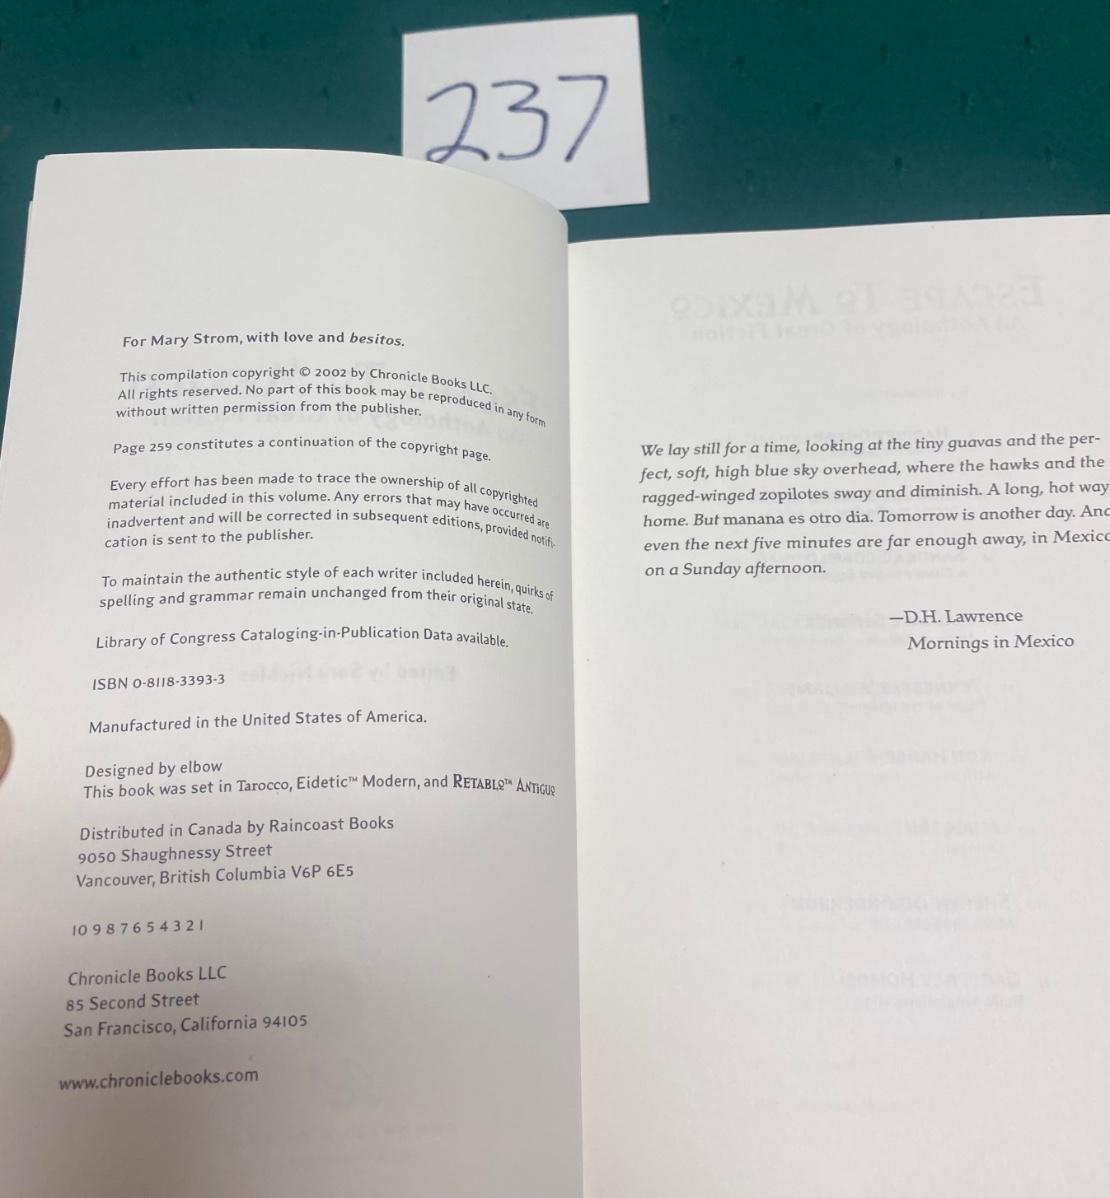 237
For Mary Strom, with love and besitos.
This compilation copyright © 2002 by Chronicle Books LLC.
All rights reserved. No part of this book may be reproduced in any form
without written permission from the publisher.
Page 259 constitutes a continuation of the copyright page.
Every effort has been made to trace the ownership of all copyrighted
material included in this volume. Any errors that may have occurred are
inadvertent and will be corrected in subsequent editions, provided notifi-
cation is sent to the publisher.
To maintain the authentic style of each writer included herein, quirks of
spelling and grammar remain unchanged from their original state.
Library of Congress Cataloging-in-Publication Data available.
ISBN 0-8118-3393-3
Manufactured in the United States of America.
Designed by elbow
This book was set in Tarocco, Eidetic™ Modern, and Retablo™ Antiguo
Distributed in Canada by Raincoast Books
9050 Shaughnessy Street
Vancouver, British Columbia V6P 6E5
10 9 8 7 6 5 4 3 2 1
Chronicle Books LLC
85 Second Street
San Francisco, California 94105
www.chroniclebooks.com
Escape To Mexico
An Anthology of Great Fiction
We lay still for a time, looking at the tiny guavas and the per-
fect, soft, high blue sky overhead, where the hawks and the
ragged-winged zopilotes sway and diminish. A long, hot way
home. But manana es otro dia. Tomorrow is another day. And
even the next five minutes are far enough away, in Mexico
on a Sunday afternoon.
—D.H. Lawrence
Mornings in Mexico